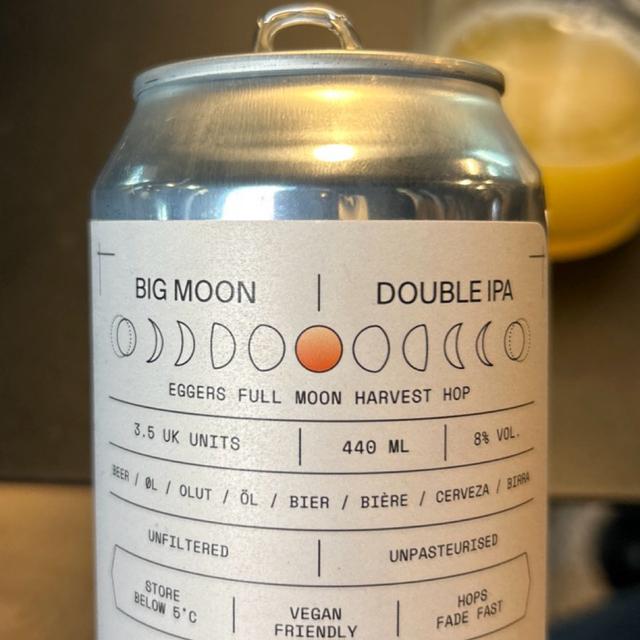 BIG MOON | DOUBLE IPA
EGGERS FULL MOON HARVEST HOP
3.5 UK UNITS | 440 ML | 8% VOL.
BEER / ØL / OLUT / ÖL / BIER / BIÈRE / CERVEZA / BIRRA
UNFILTERED | UNPASTEURISED
STORE
BELOW 5°C
VEGAN
FRIENDLY
HOPS
FADE FAST